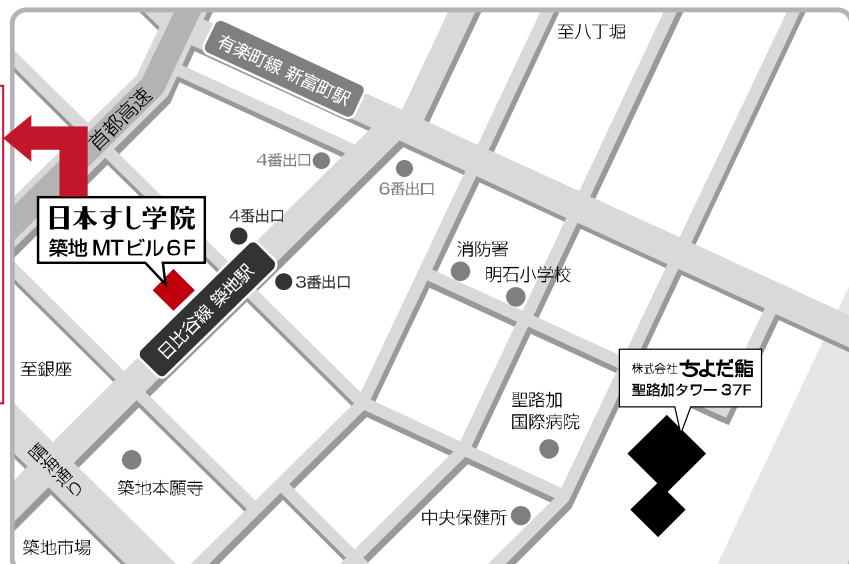 至八丁堀
有楽町線 新富町駅
首都高速
4番出口
6番出口
日本すし学院
築地MTビル6F
4番出口
3番出口
日比谷線 築地駅
消防署
明石小学校
至銀座
株式会社 ちよだ鮨
聖路加タワー 37F
聖路加
国際病院
晴海通り
築地本願寺
中央保健所
築地市場